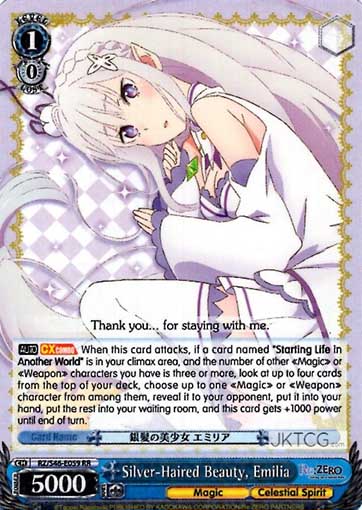 1
0
Thank you... for staying with me.
AUTO CX COMBO When this card attacks, if a card named "Starting Life in
Another World" is in your climax area, and the number of other «Magic» or
«Weapon» characters you have is three or more, look at up to four cards
from the top of your deck, choose up to one «Magic» or «Weapon»
character from among them, reveal it to your opponent, put it into your
hand, put the rest into your waiting room, and this card gets +1000 power
until end of turn.
Card Name 銀髪の美少女 エミリア
JKTCG.com
CH RZ/S46-E059 RR
Silver-Haired Beauty, Emilia
Re:ZERO
5000
Magic Celestial Spirit